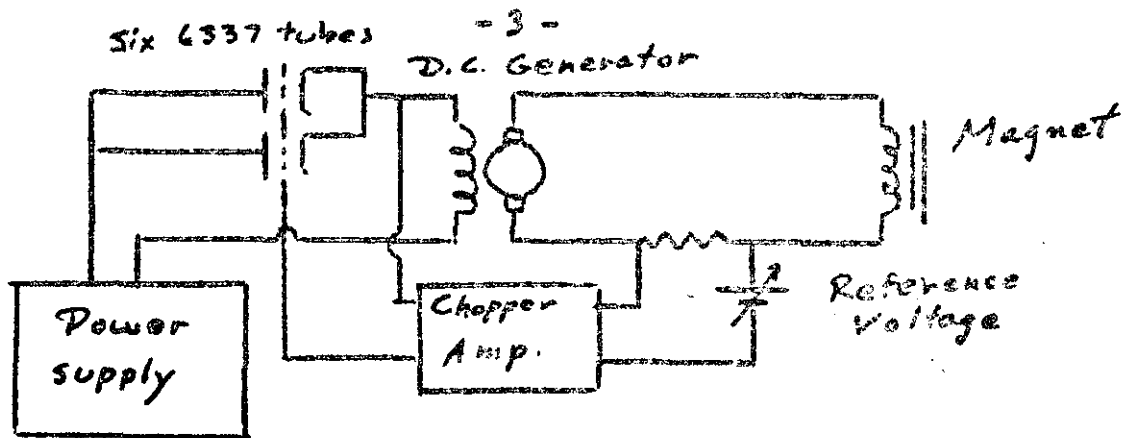 - 3 -
Six 6337 tubes
D.C. Generator
Magnet
Reference
Voltage
Chopper
Amp.
Power
supply